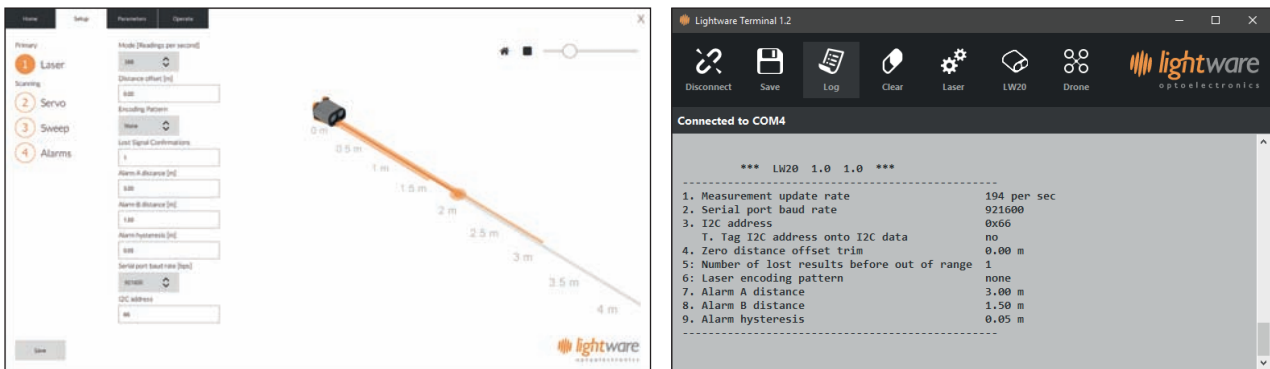 Home Setup Parameters Operate X
Primary
1 Laser
Scanning
2 Servo
3 Sweep
4 Alarms
Mode [Readings per second]
388
Distance offset [m]
0.00
Encoding Pattern
None
Lost Signal Confirmations
1
Alarm A distance [m]
3.00
Alarm B distance [m]
Alarm hysteresis [m]
0.05
Serial port baud rate [bps]
921600
I2C address
66
Save
0 m
0.5 m
1 m
1.5 m
2 m
2.5 m
3 m
3.5 m
4 m
lightware
optoelectronics
Lightware Terminal 1.2
Disconnect Save Log Clear Laser LW20 Drone
lightware
optoelectronics
Connected to COM4
*** LW20 1.0 1.0 ***
1. Measurement update rate 194 per sec
2. Serial port baud rate 921600
3. I2C address 0x66
T. Tag I2C address onto I2C data no
4. Zero distance offset trim 0.00 m
5: Number of lost results before out of range 1
6: Laser encoding pattern none
7. Alarm A distance 3.00 m
8. Alarm B distance 1.50 m
9. Alarm hysteresis 0.05 m